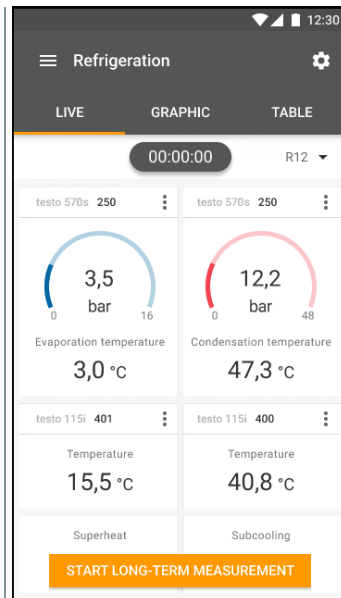 12:30
Refrigeration
LIVE GRAPHIC TABLE
00:00:00 R12
testo 570s 250 testo 570s 250
3,5 12,2
bar bar
0 16 0 48
Evaporation temperature Condensation temperature
3,0 °C 47,3 °C
testo 115i 401 testo 115i 400
Temperature Temperature
15,5 °C 40,8 °C
Superheat Subcooling
START LONG-TERM MEASUREMENT